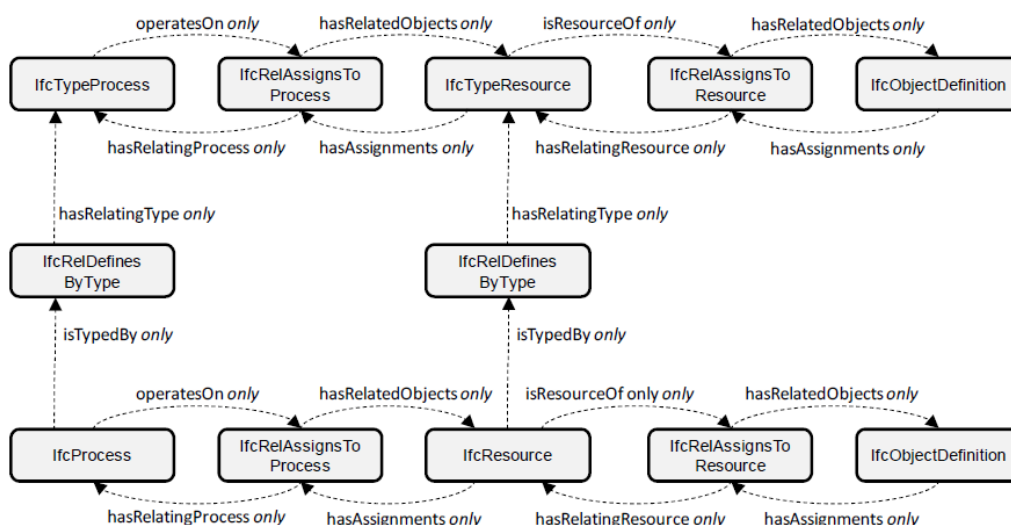 operatesOn only
hasRelatedObjects only
isResourceOf only
hasRelatedObjects only
IfcTypeProcess
IfcRelAssignsTo
Process
IfcTypeResource
IfcRelAssignsTo
Resource
IfcObjectDefinition
hasRelatingProcess only
hasAssignments only
hasRelatingResource only
hasAssignments only
hasRelatingType only
hasRelatingType only
IfcRelDefines
ByType
IfcRelDefines
ByType
isTypedBy only
isTypedBy only
operatesOn only
hasRelatedObjects only
isResourceOf only only
hasRelatedObjects only
IfcProcess
IfcRelAssignsTo
Process
IfcResource
IfcRelAssignsTo
Resource
IfcObjectDefinition
hasRelatingProcess only
hasAssignments only
hasRelatingResource only
hasAssignments only